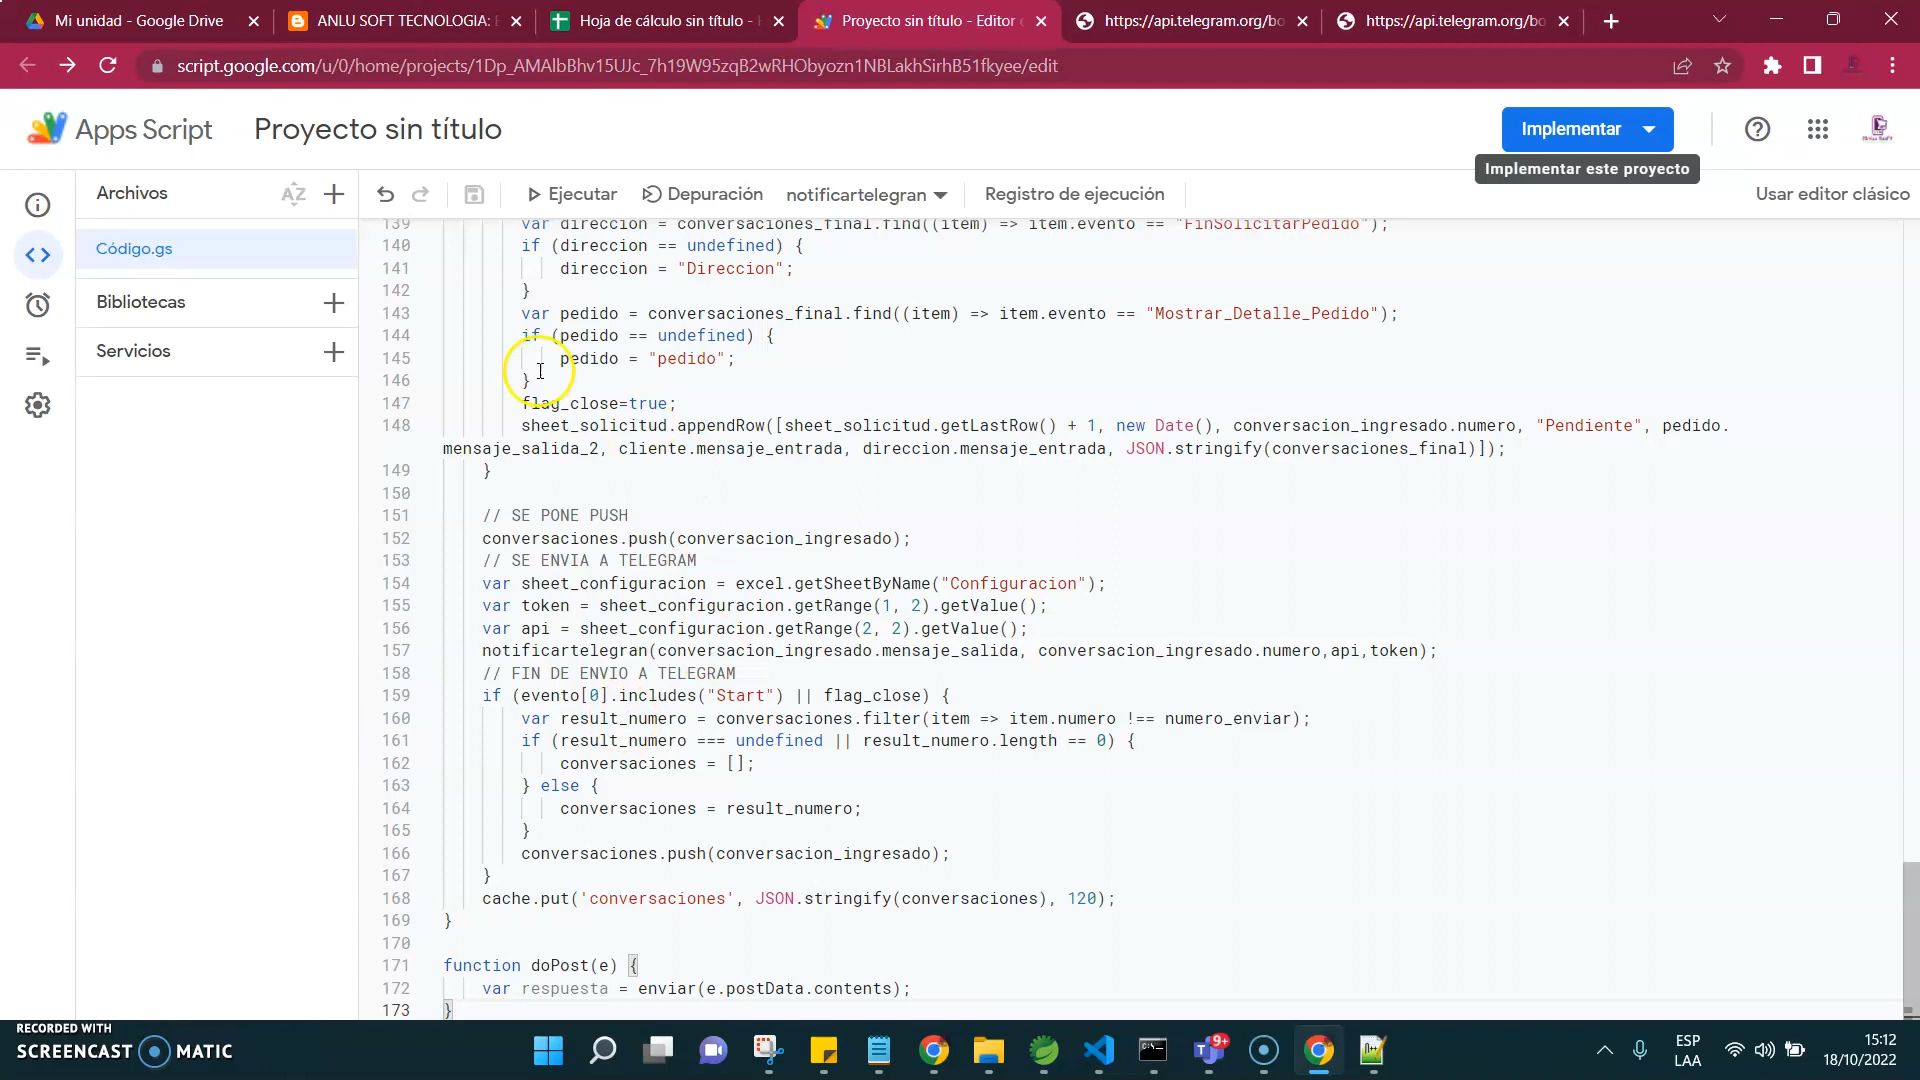 Mi unidad - Google Drive
ANLU SOFT TECNOLOGIA:
Hoja de cálculo sin título -
Proyecto sin título - Editor
https://api.telegram.org/bo
https://api.telegram.org/bo
script.google.com/u/0/home/projects/1Dp_AMAlbBhv15UJc_7h19W95zqB2wRHObyozn1NBLakhSirhB51fkyee/edit
Apps Script
Proyecto sin título
Implementar
Implementar este proyecto
Archivos
Ejecutar
Depuración
notificartelegran
Registro de ejecución
Usar editor clásico
Código.gs
Bibliotecas
Servicios
139 var direccion = conversaciones_final.find((item) => item.evento == "FinSolicitarPedido");
140 if (direccion == undefined) {
141 direccion = "Direccion";
142 }
143 var pedido = conversaciones_final.find((item) => item.evento == "Mostrar_Detalle_Pedido");
144 if (pedido == undefined) {
145 pedido = "pedido";
146 }
147 flag_close=true;
148 sheet_solicitud.appendRow([sheet_solicitud.getLastRow() + 1, new Date(), conversacion_ingresado.numero, "Pendiente", pedido.
mensaje_salida_2, cliente.mensaje_entrada, direccion.mensaje_entrada, JSON.stringify(conversaciones_final)]);
149 }
150
151 // SE PONE PUSH
152 conversaciones.push(conversacion_ingresado);
153 // SE ENVIA A TELEGRAM
154 var sheet_configuracion = excel.getSheetByName("Configuracion");
155 var token = sheet_configuracion.getRange(1, 2).getValue();
156 var api = sheet_configuracion.getRange(2, 2).getValue();
157 notificartelegran(conversacion_ingresado.mensaje_salida, conversacion_ingresado.numero,api,token);
158 // FIN DE ENVIO A TELEGRAM
159 if (evento[0].includes("Start") || flag_close) {
160 var result_numero = conversaciones.filter(item => item.numero !== numero_enviar);
161 if (result_numero === undefined || result_numero.length == 0) {
162 conversaciones = [];
163 } else {
164 conversaciones = result_numero;
165 }
166 conversaciones.push(conversacion_ingresado);
167 }
168 cache.put('conversaciones', JSON.stringify(conversaciones), 120);
169 }
170
171 function doPost(e) {
172 var respuesta = enviar(e.postData.contents);
173 }
RECORDED WITH
SCREENCAST MATIC
9+
ESP
LAA
15:12
18/10/2022